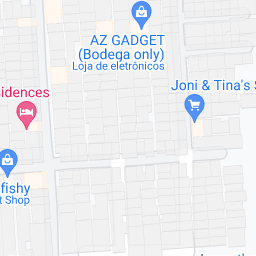 AZ GADGET
(Bodega only)
Loja de eletrônicos
Joni & Tina's S
idences
fishy
t Shop